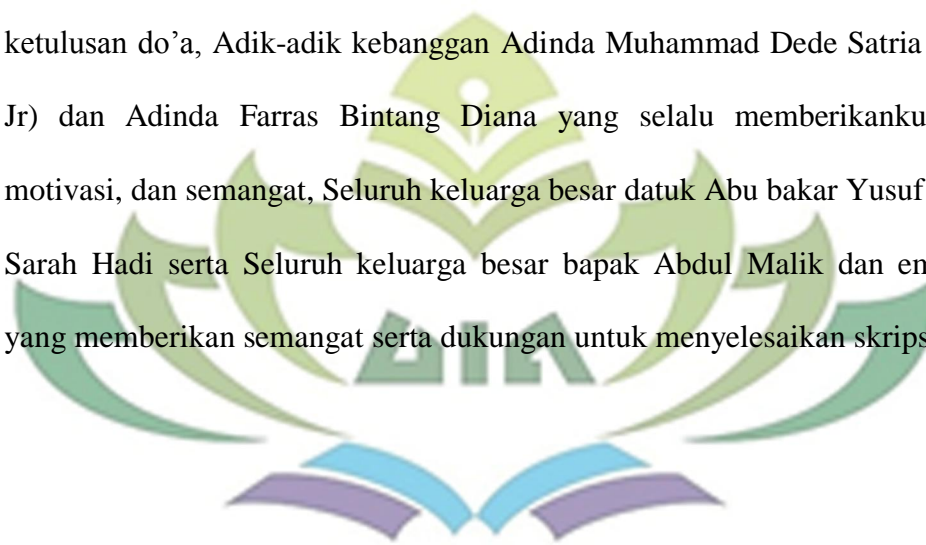 ketulusan do’a, Adik-adik kebanggan Adinda Muhammad Dede Satria
Jr) dan Adinda Farras Bintang Diana yang selalu memberikanku
motivasi, dan semangat, Seluruh keluarga besar datuk Abu bakar Yusuf
Sarah Hadi serta Seluruh keluarga besar bapak Abdul Malik dan
yang memberikan semangat serta dukungan untuk menyelesaikan